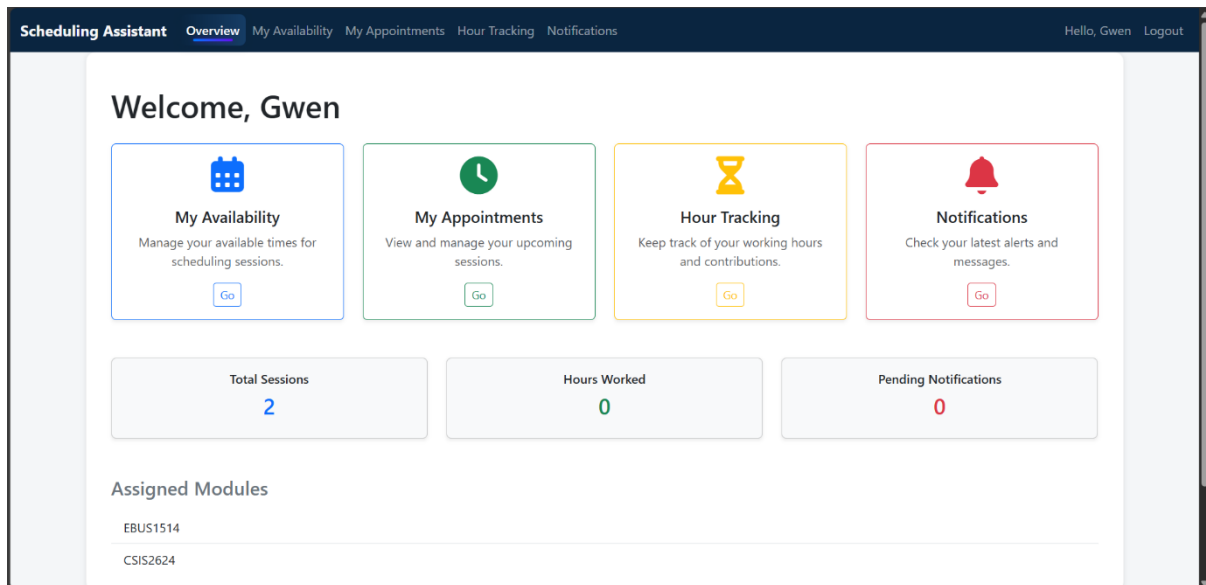 Scheduling Assistant Overview My Availability My Appointments Hour Tracking Notifications Hello, Gwen Logout
Welcome, Gwen
My Availability
Manage your available times for
scheduling sessions.
Go
My Appointments
View and manage your upcoming
sessions.
Go
Hour Tracking
Keep track of your working hours
and contributions.
Go
Notifications
Check your latest alerts and
messages.
Go
Total Sessions
2
Hours Worked
0
Pending Notifications
0
Assigned Modules
EBUS1514
CSIS2624